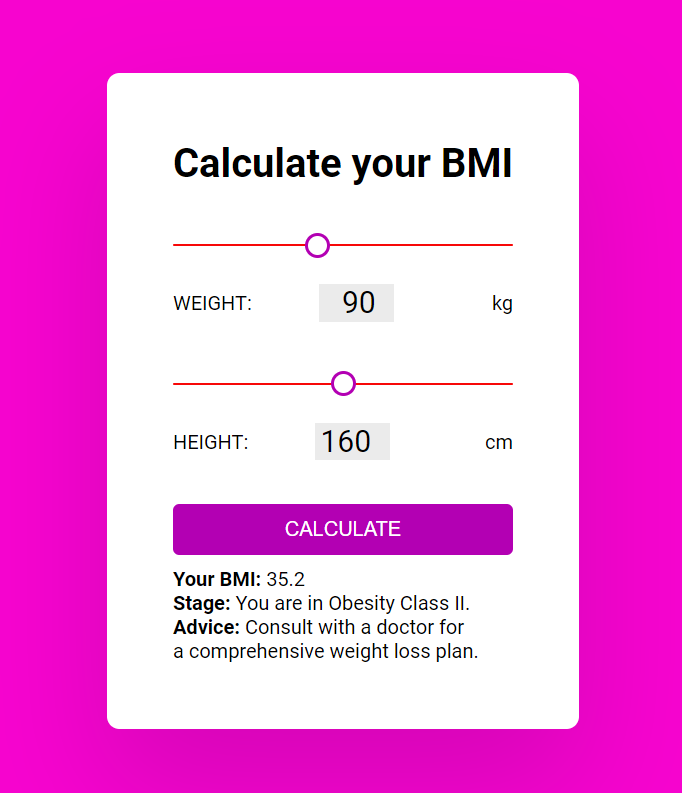 Calculate your BMI
WEIGHT: 90 kg
HEIGHT: 160 cm
CALCULATE
Your BMI: 35.2
Stage: You are in Obesity Class II.
Advice: Consult with a doctor for
a comprehensive weight loss plan.